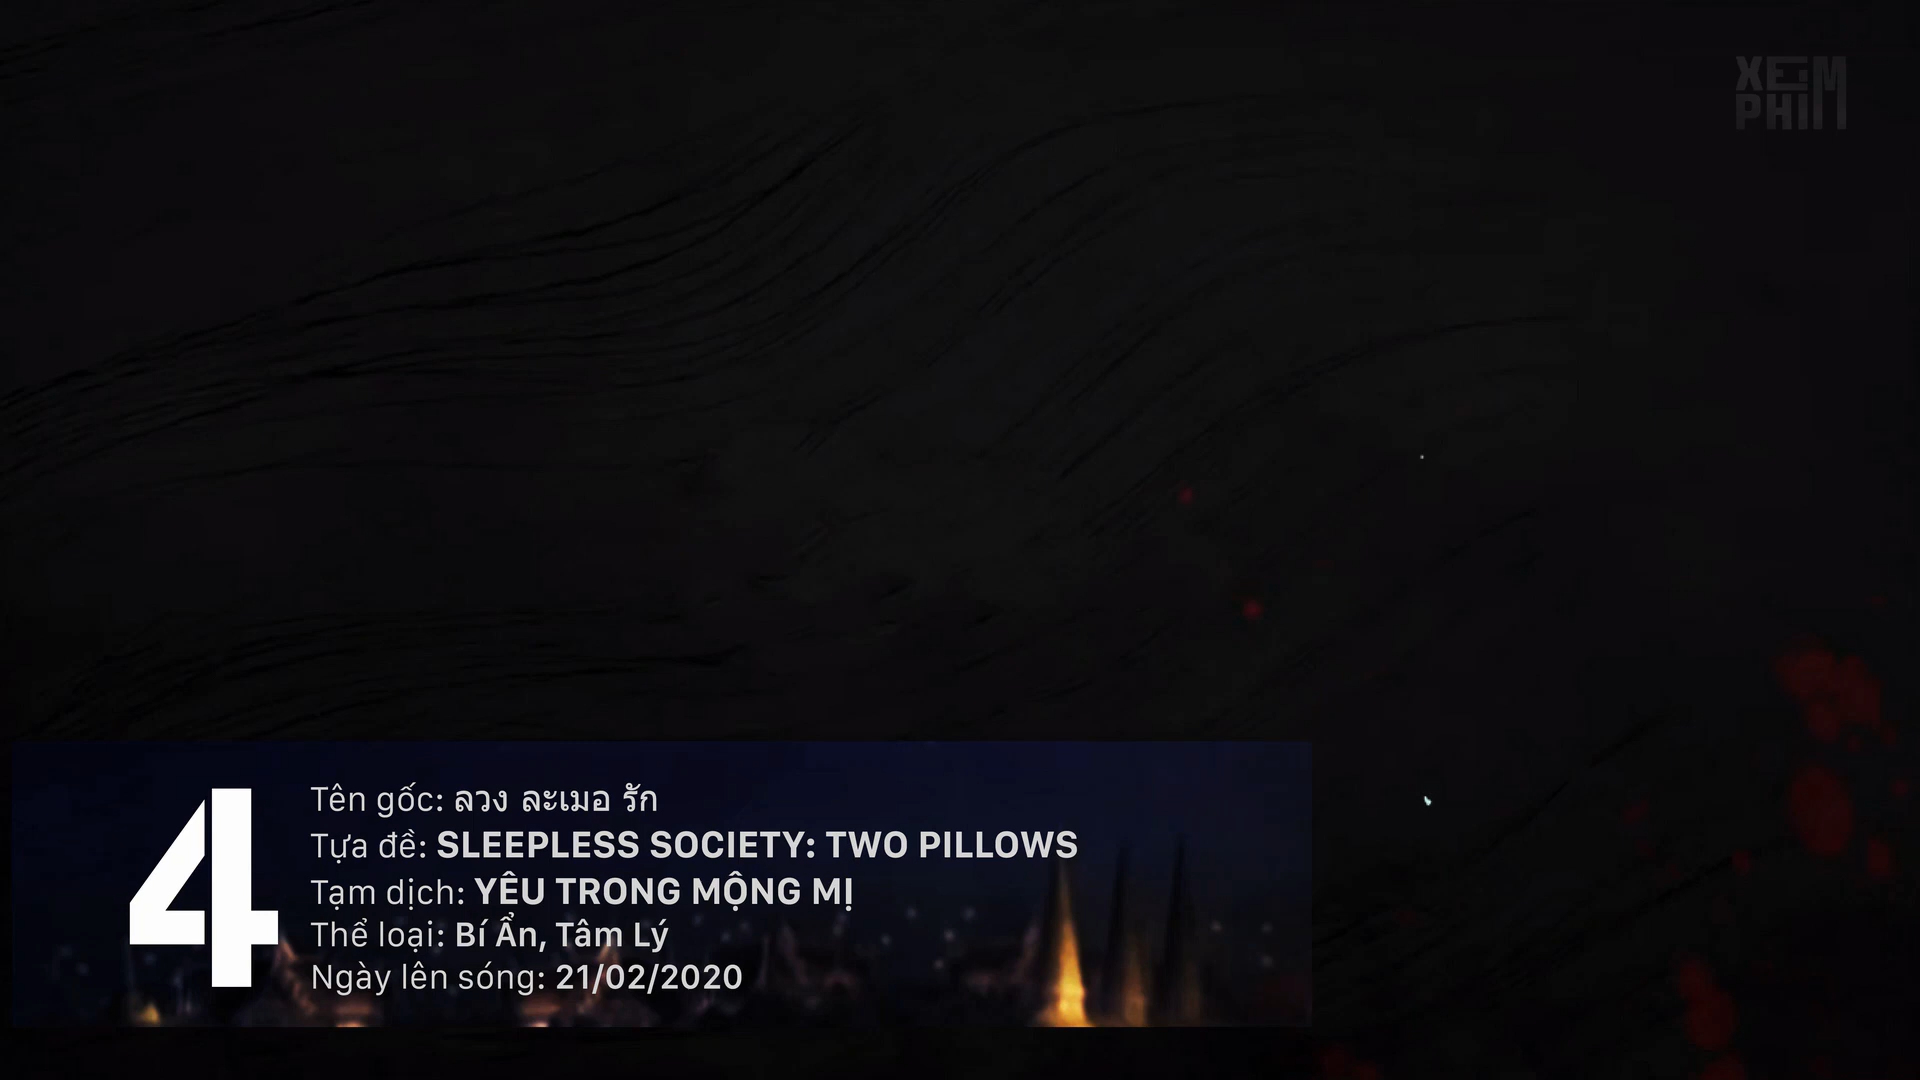 XEM
PHIM
4
Tên gốc: ลวง ละเมอ รัก
Tựa đề: SLEEPLESS SOCIETY: TWO PILLOWS
Tạm dịch: YÊU TRONG MỘNG MỊ
Thể loại: Bí Ẩn, Tâm Lý
Ngày lên sóng: 21/02/2020